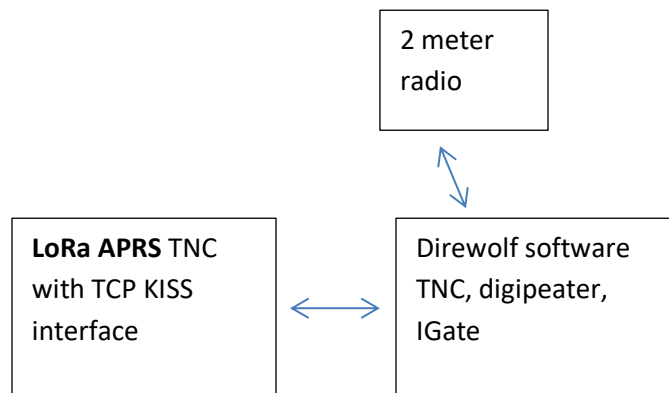 2 meter
radio
LoRa APRS TNC
with TCP KISS
interface
Direwolf software
TNC, digipeater,
IGate